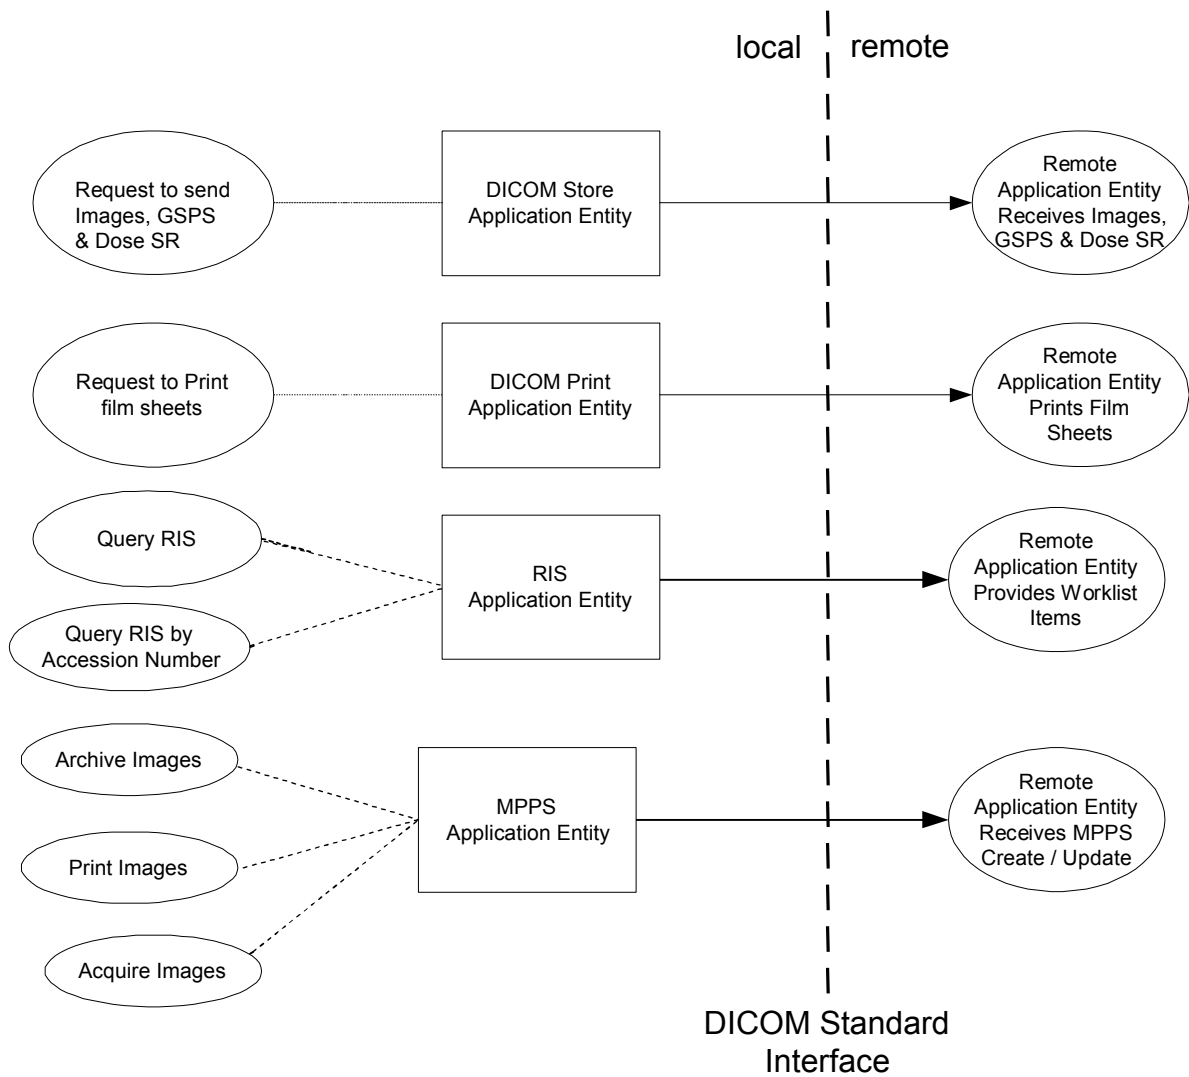 local
remote
Request to send
Images, GSPS
& Dose SR
DICOM Store
Application Entity
Remote
Application Entity
Receives Images,
GSPS & Dose SR
Request to Print
film sheets
DICOM Print
Application Entity
Remote
Application Entity
Prints Film
Sheets
Query RIS
Query RIS by
Accession Number
RIS
Application Entity
Remote
Application Entity
Provides Worklist
Items
Archive Images
Print Images
Acquire Images
MPPS
Application Entity
Remote
Application Entity
Receives MPPS
Create / Update
DICOM Standard
Interface